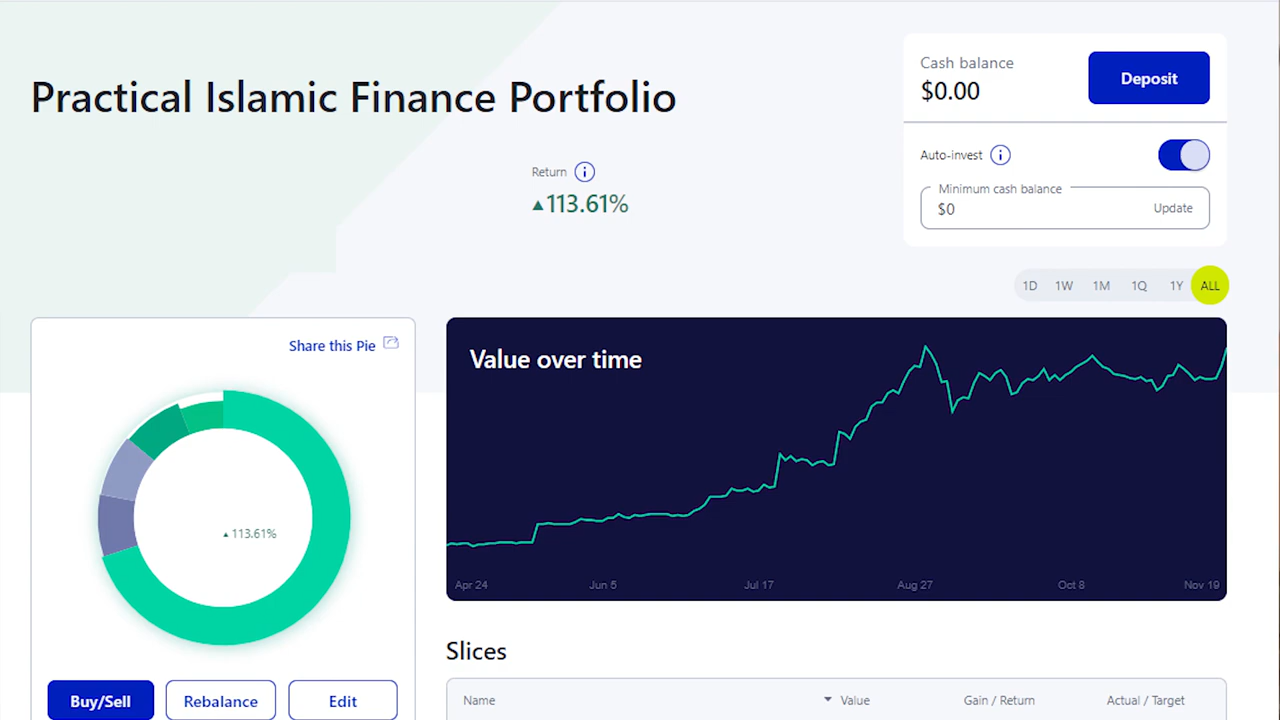 Practical Islamic Finance Portfolio
Cash balance
$0.00
Deposit
Return
▲113.61%
Auto-invest
Minimum cash balance
$0
Update
1D 1W 1M 1Q 1Y ALL
Share this Pie
▲113.61%
Value over time
Apr 24 Jun 5 Jul 17 Aug 27 Oct 8 Nov 19
Buy/Sell Rebalance Edit
Slices
Name Value Gain / Return Actual / Target